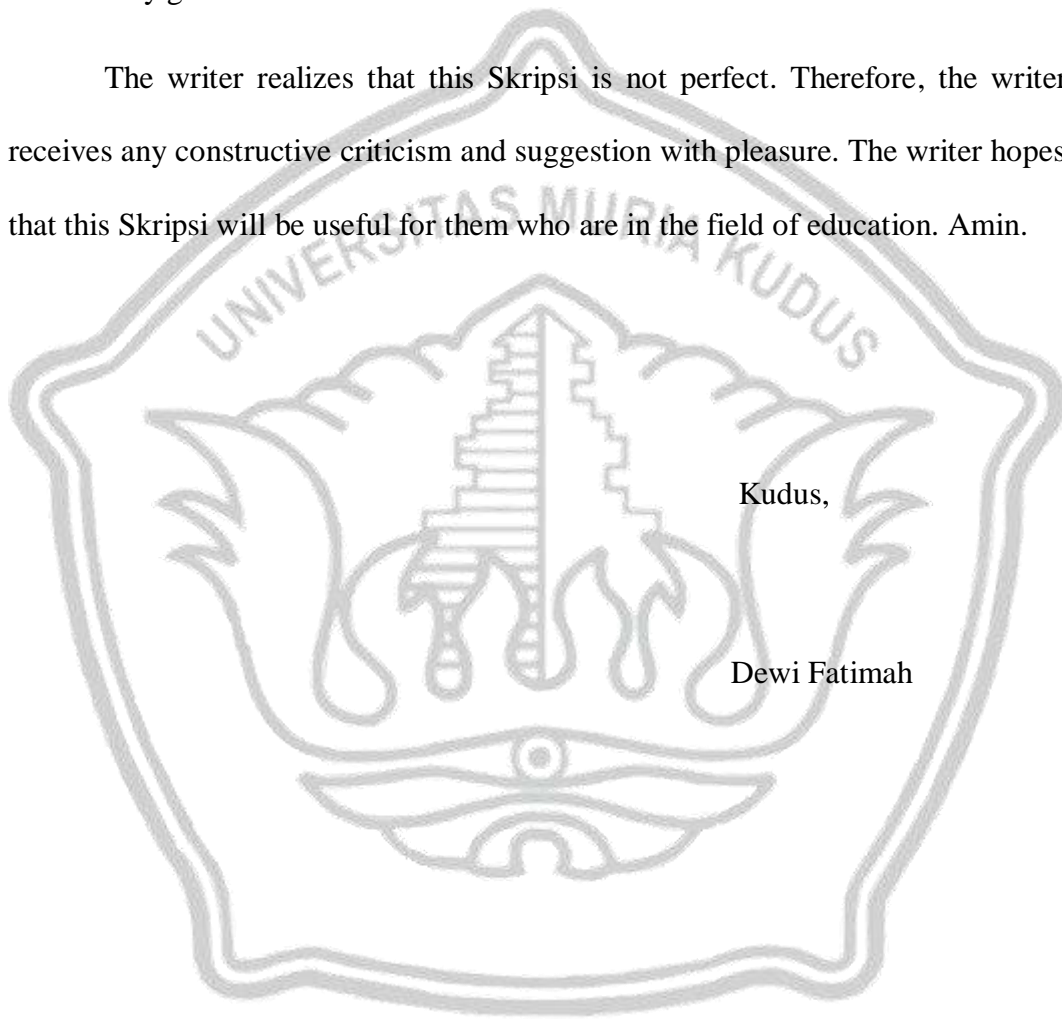 The writer realizes that this Skripsi is not perfect. Therefore, the writer
receives any constructive criticism and suggestion with pleasure. The writer hopes
that this Skripsi will be useful for them who are in the field of education. Amin.
UNIVERSITAS MURIA KUDUS
Kudus,
Dewi Fatimah